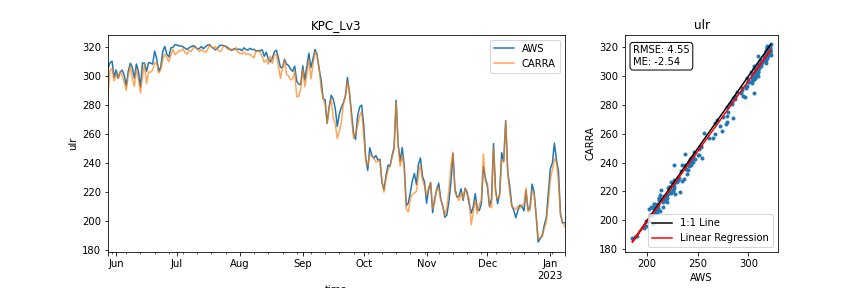 KPC_Lv3
ulr
320
300
280
260
240
220
200
180
AWS
CARRA
Jun
Jul
Aug
Sep
Oct
Nov
Dec
Jan
2023
time
ulr
CARRA
320
300
280
260
240
220
200
180
RMSE: 4.55
ME: -2.54
1:1 Line
Linear Regression
200
250
300
AWS